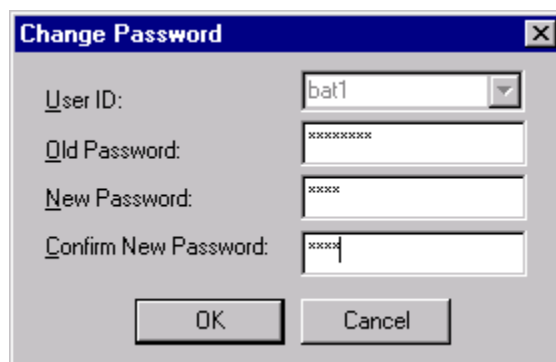 Change Password
User ID: bat1
Old Password: ********
New Password: ****
Confirm New Password: ****
OK Cancel